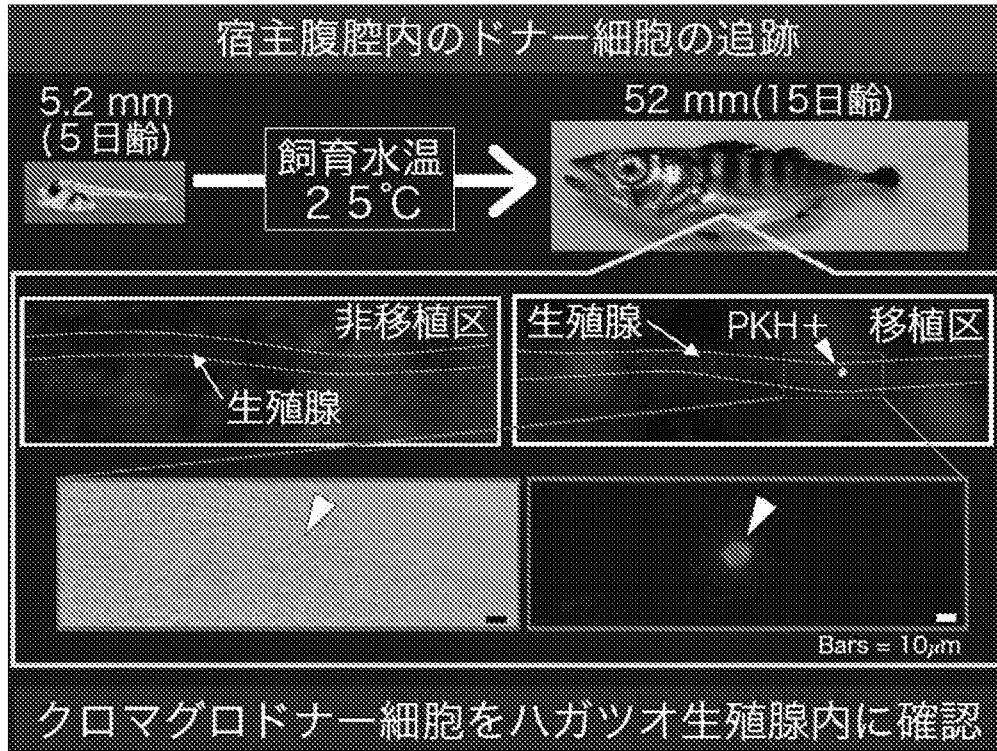 宿主腹腔内のドナー細胞の追跡
5.2 mm
(5日齢)
飼育水温
25℃
52 mm(15日齢)
非移植区
生殖腺
生殖腺
PKH+
移植区
Bars = 10μm
クロマグロドナー細胞をハガツオ生殖腺内に確認